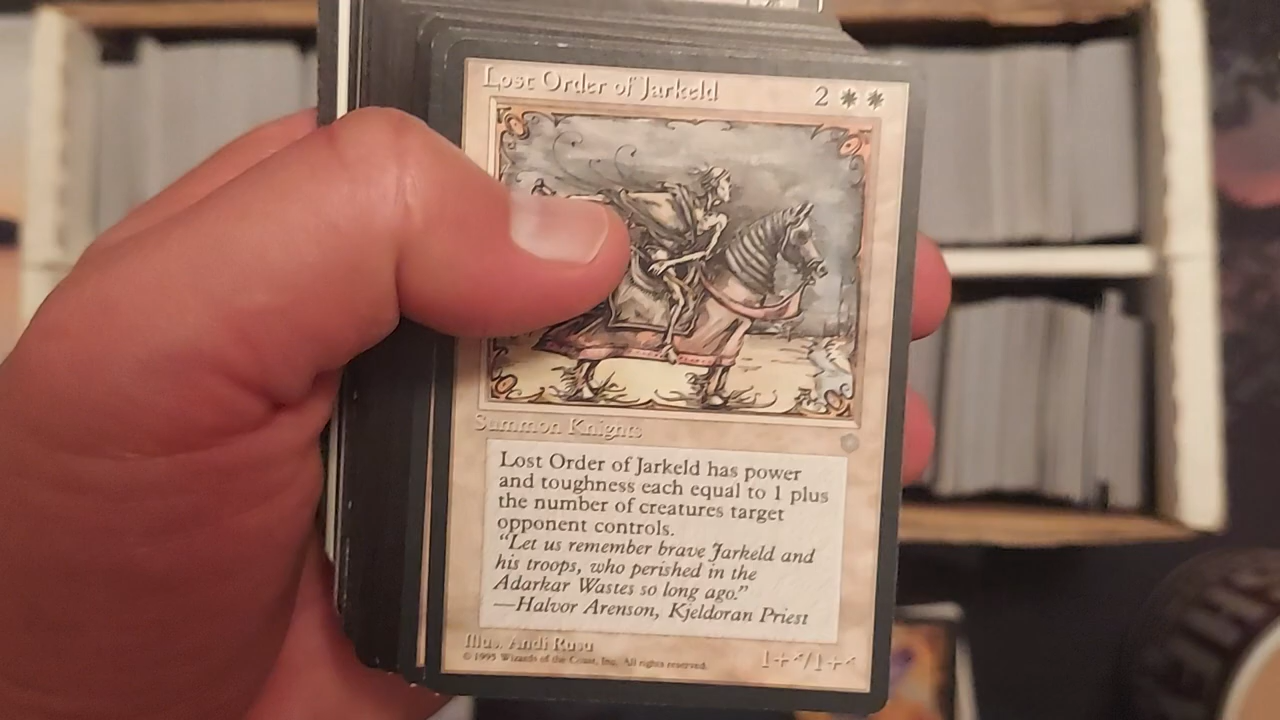 Lost Order of Jarkeld
2
Summon Knights
Lost Order of Jarkeld has power
and toughness each equal to 1 plus
the number of creatures target
opponent controls.
“Let us remember brave Jarkeld and
his troops, who perished in the
Adarkar Wastes so long ago.”
—Halvor Arenson, Kjeldoran Priest
Illus. Andi Rusu
© 1995 Wizards of the Coast, Inc. All rights reserved.
1+*/1+*